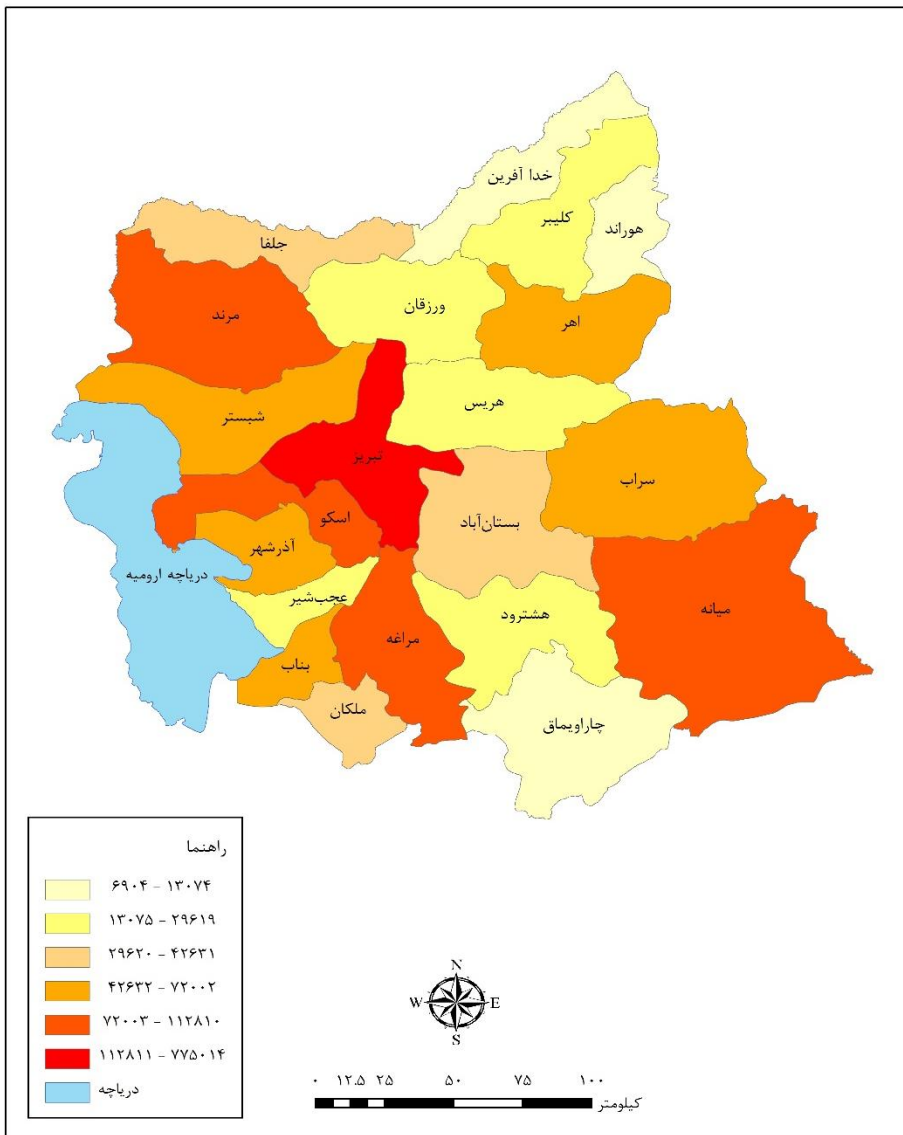 خدا آفرین
کلیبر
هوراند
جلفا
ورزقان
مرند
اهر
هریس
شبستر
تبریز
سراب
اسکو
بستان‌آباد
آذرشهر
دریاچه ارومیه
عجب‌شیر
هشترود
میانه
مراغه
بناب
ملکان
چاراویماق
راهنما
۶۹۰۴ - ۱۳۰۷۴
۱۳۰۷۵ - ۲۹۶۱۹
۲۹۶۲۰ - ۴۲۶۳۱
۴۲۶۳۲ - ۷۲۰۰۲
۷۲۰۰۳ - ۱۱۲۸۱۰
۱۱۲۸۱۱ - ۷۷۵۰۱۴
دریاچه
N
W E
S
۰ ۱۲.۵ ۲۵ ۵۰ ۷۵ ۱۰۰
کیلومتر